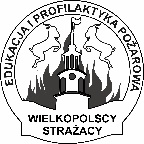 EDUKACJA I PROFILAKTYKA POŻAROWA
WIELKOPOLSCY
STRAŻACY